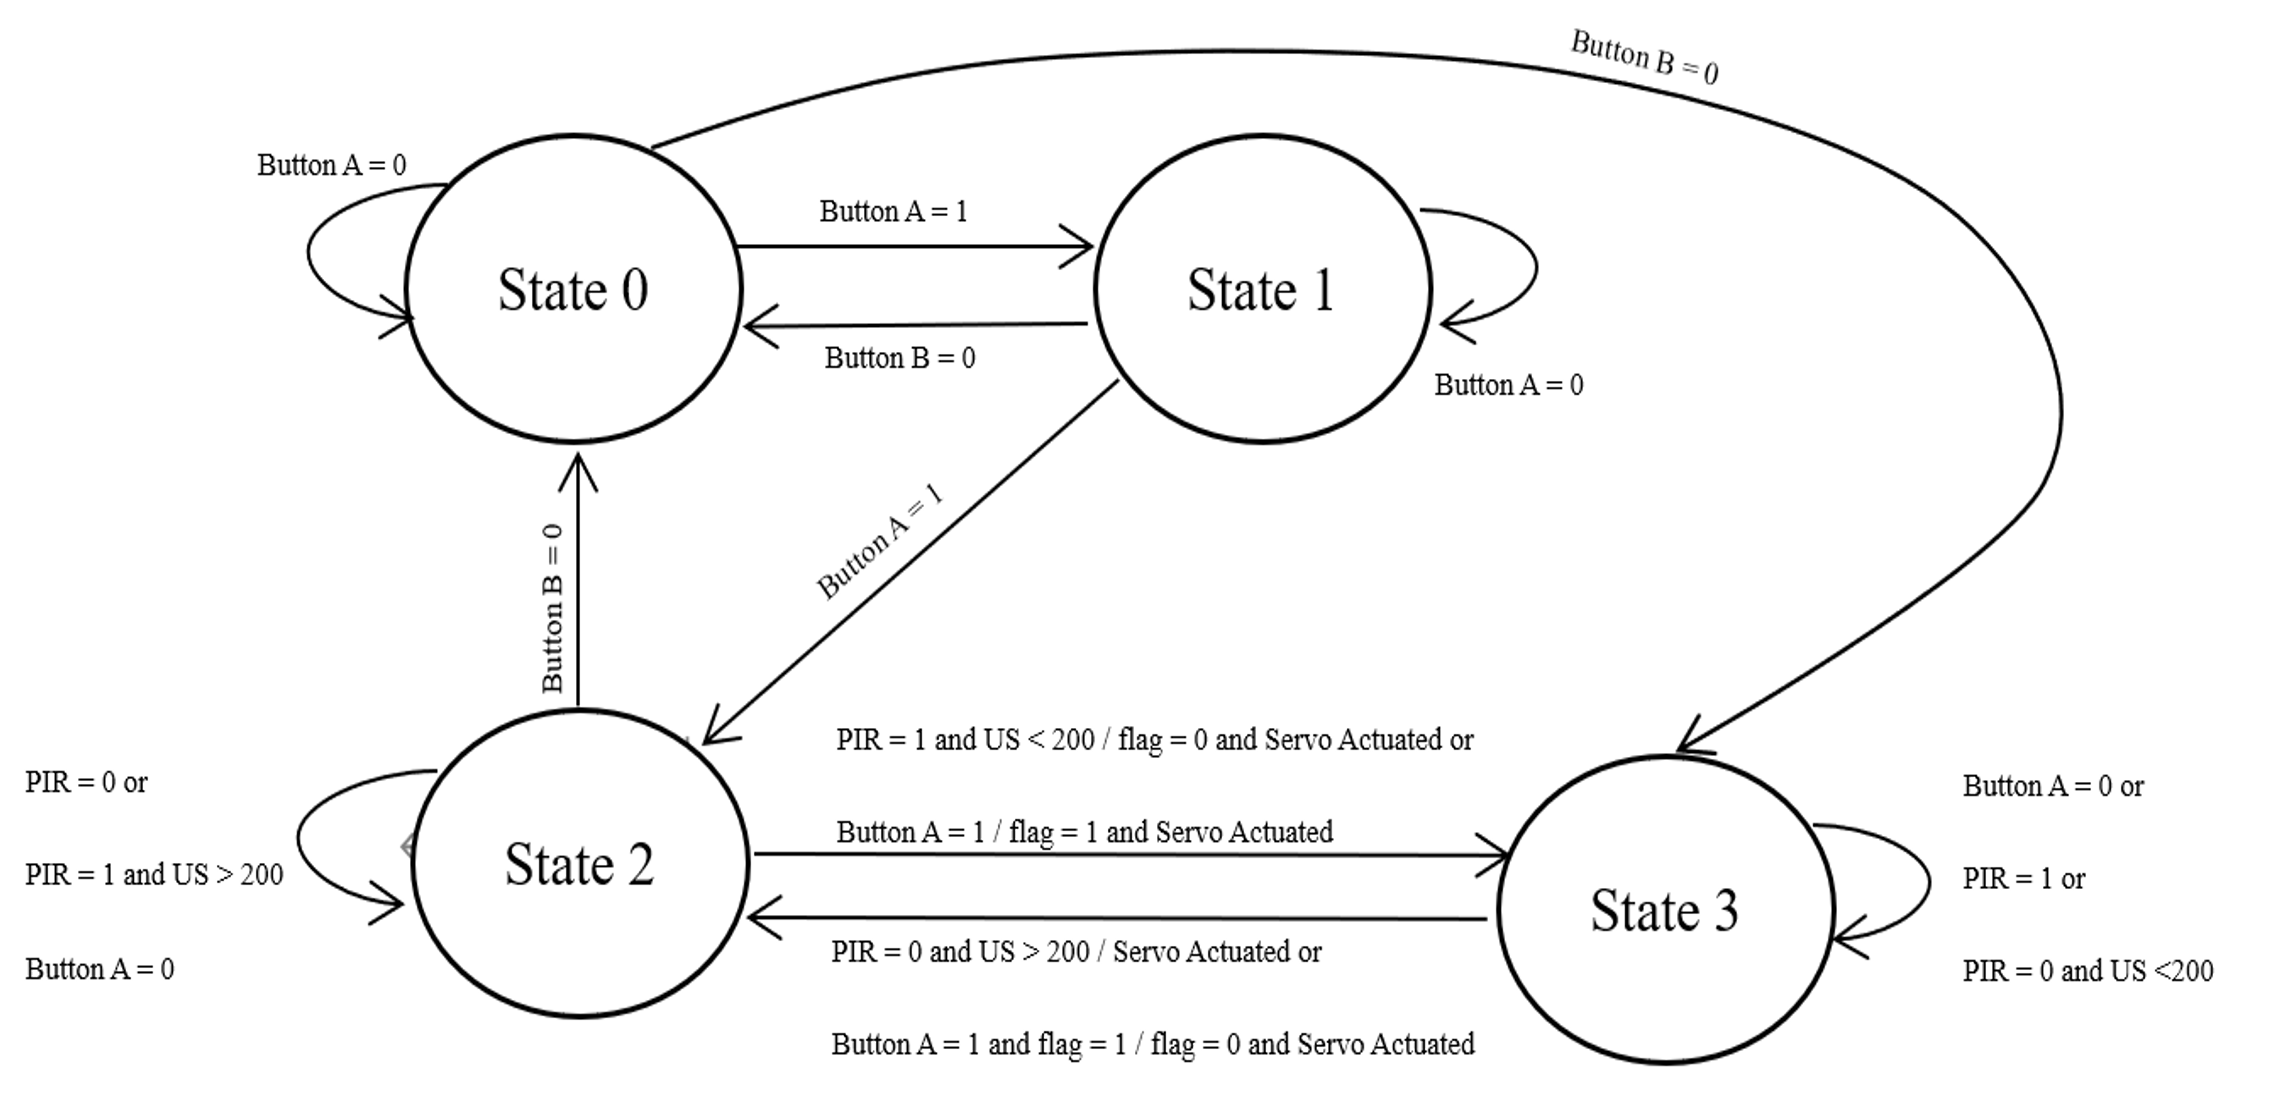 Button B = 0
Button A = 0
Button A = 1
State 0
State 1
Button B = 0
Button A = 0
Button A = 1
Button B = 0
PIR = 1 and US < 200 / flag = 0 and Servo Actuated or
PIR = 0 or
Button A = 0 or
Button A = 1 / flag = 1 and Servo Actuated
State 2
PIR = 1 and US > 200
PIR = 1 or
State 3
PIR = 0 and US > 200 / Servo Actuated or
Button A = 0
PIR = 0 and US <200
Button A = 1 and flag = 1 / flag = 0 and Servo Actuated